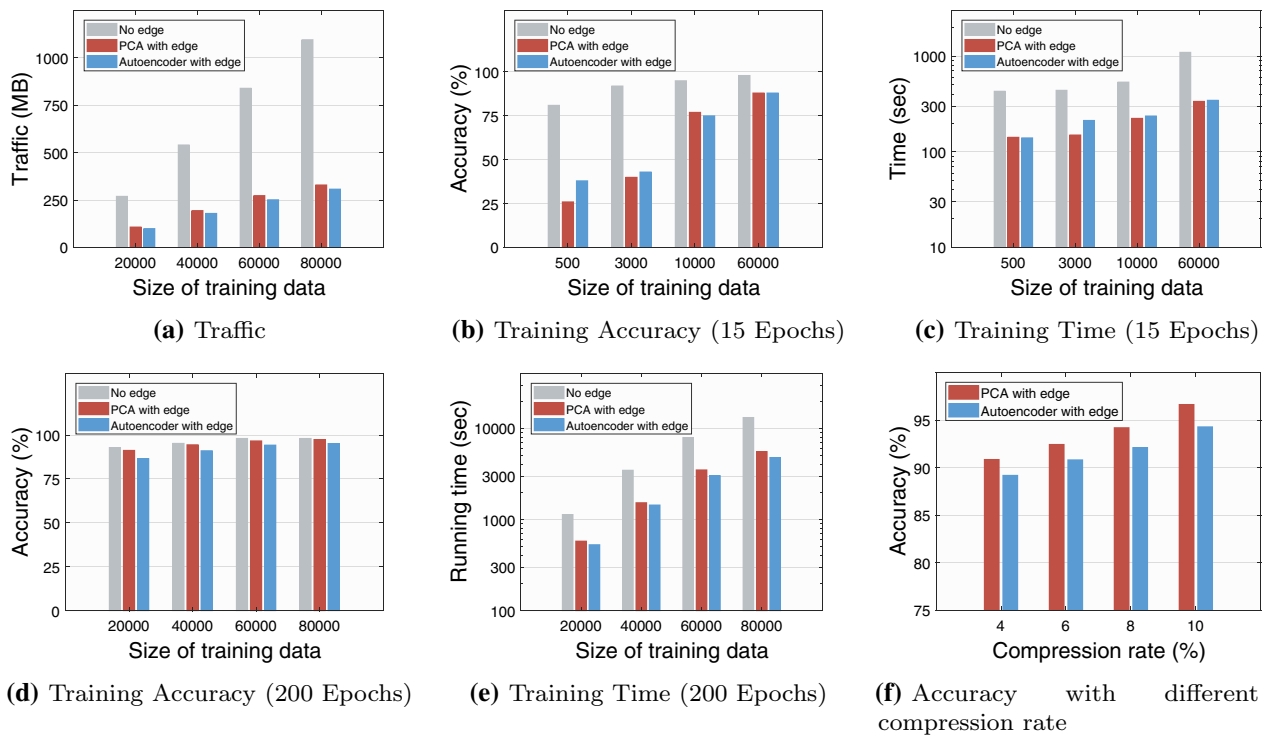 No edge
PCA with edge
Autoencoder with edge
Traffic (MB)
1000
750
500
250
0
20000 40000 60000 80000
Size of training data
(a) Traffic
No edge
PCA with edge
Autoencoder with edge
Accuracy (%)
100
75
50
25
0
500 3000 10000 60000
Size of training data
(b) Training Accuracy (15 Epochs)
No edge
PCA with edge
Autoencoder with edge
Time (sec)
1000
300
100
30
10
500 3000 10000 60000
Size of training data
(c) Training Time (15 Epochs)
No edge
PCA with edge
Autoencoder with edge
Accuracy (%)
100
75
50
25
0
20000 40000 60000 80000
Size of training data
(d) Training Accuracy (200 Epochs)
No edge
PCA with edge
Autoencoder with edge
Running time (sec)
10000
3000
1000
300
100
20000 40000 60000 80000
Size of training data
(e) Training Time (200 Epochs)
PCA with edge
Autoencoder with edge
Accuracy (%)
95
90
85
80
75
4 6 8 10
Compression rate (%)
(f) Accuracy with different
compression rate